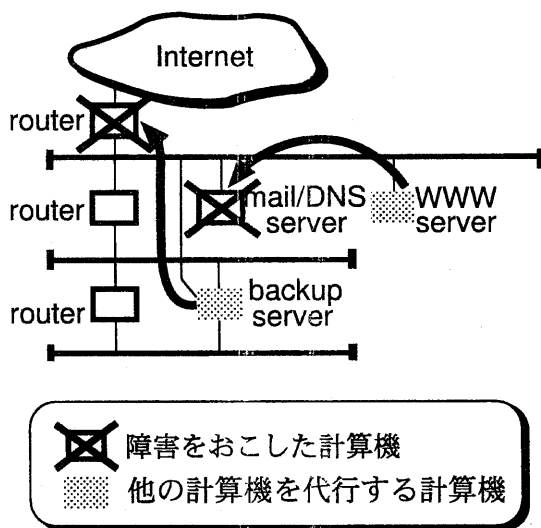 Internet
router
router
mail/DNS
server
WWW
server
router
backup
server
障害をおこした計算機
他の計算機を代行する計算機